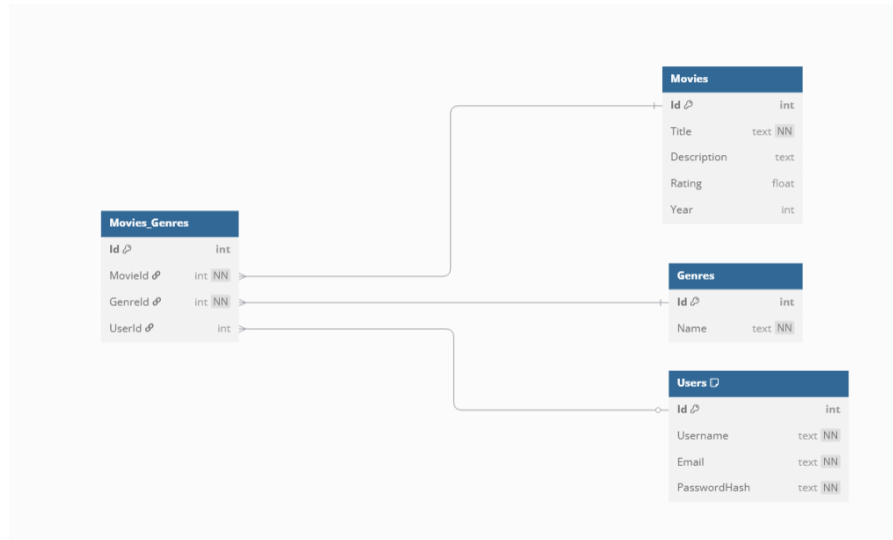 Movies
Id int
Title text NN
Description text
Rating float
Year int
Movies_Genres
Id int
MovieId int NN
GenreId int NN
UserId int
Genres
Id int
Name text NN
Users
Id int
Username text NN
Email text NN
PasswordHash text NN